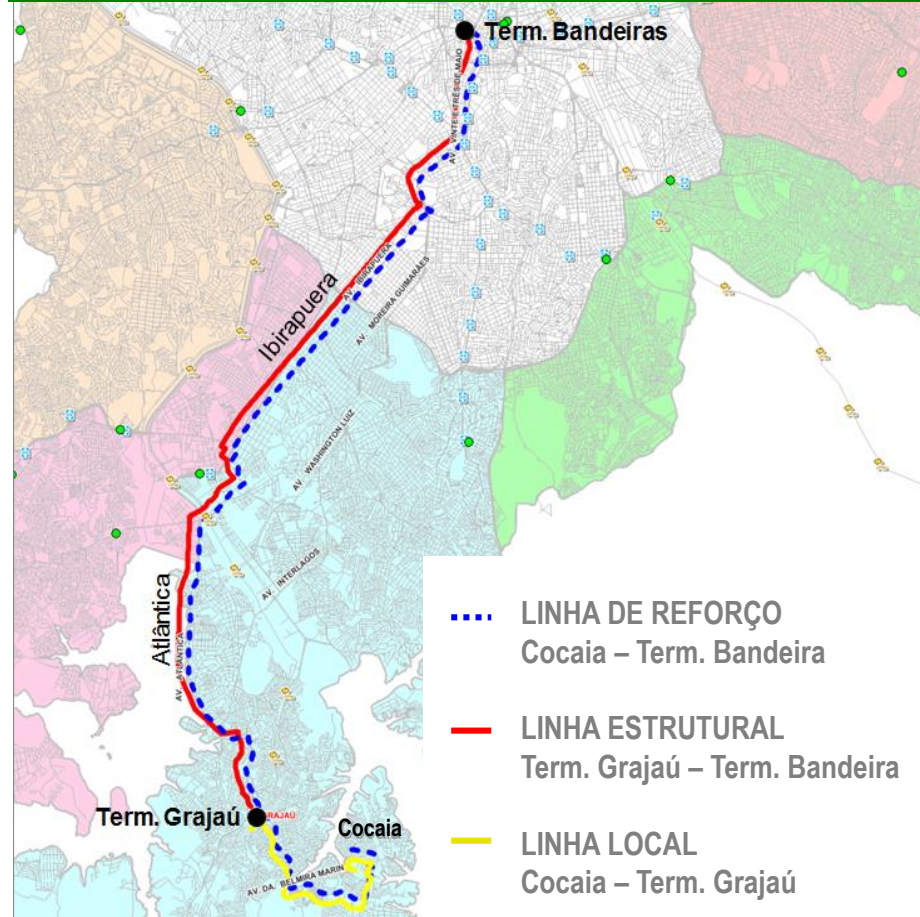 Term. Bandeiras
AV. VINTE E TRÊS DE MAIO
Ibirapuera
AV. IBIRAPUERA
AV. MOREIRA GUIMARÃES
AV. WASHINGTON LUIZ
AV. INTERLAGOS
Atlântica
AV. ATLÂNTICA
Term. Grajaú
RAJAÚ
Cocaia
AV. DA. BELMIRA MARIN
LINHA DE REFORÇO
Cocaia – Term. Bandeira
LINHA ESTRUTURAL
Term. Grajaú – Term. Bandeira
LINHA LOCAL
Cocaia – Term. Grajaú